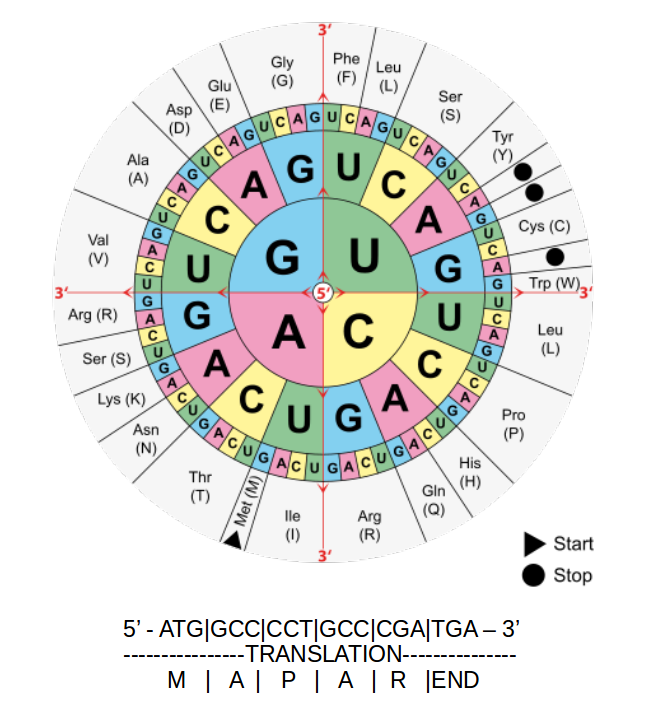 3'
Gly
(G)
Phe
(F)
Leu
(L)
Ser
(S)
Tyr
(Y)
Cys (C)
Trp (W)
3'
Leu
(L)
Pro
(P)
His
(H)
Gln
(Q)
Arg
(R)
3'
Ile
(I)
Met (M)
Thr
(T)
Asn
(N)
Lys (K)
Ser (S)
Arg (R)
3'
Val
(V)
Ala
(A)
Asp
(D)
Glu
(E)
U C A G U C A G U C A G U C A G
U C A G U C A G U C A G U C A G
U C A G U C A G U C A G U C A G
U C A G U C A G U C A G U C A G
U C A G
U C A G
U C A G
U C A G
G U
5'
A C
Start
Stop
5’ - ATG|GCC|CCT|GCC|CGA|TGA – 3’
----------------TRANSLATION---------------
M | A | P | A | R |END